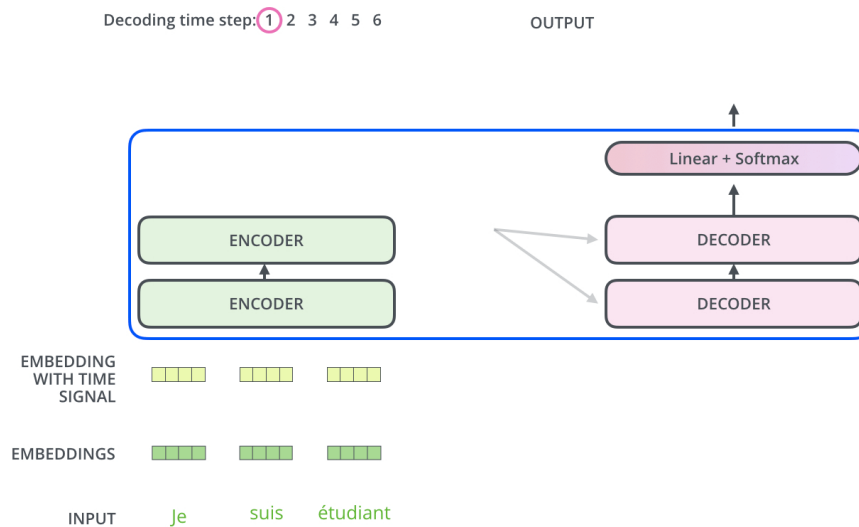 Decoding time step: 1 2 3 4 5 6
OUTPUT
Linear + Softmax
ENCODER
DECODER
ENCODER
DECODER
EMBEDDING
WITH TIME
SIGNAL
EMBEDDINGS
INPUT
Je suis étudiant